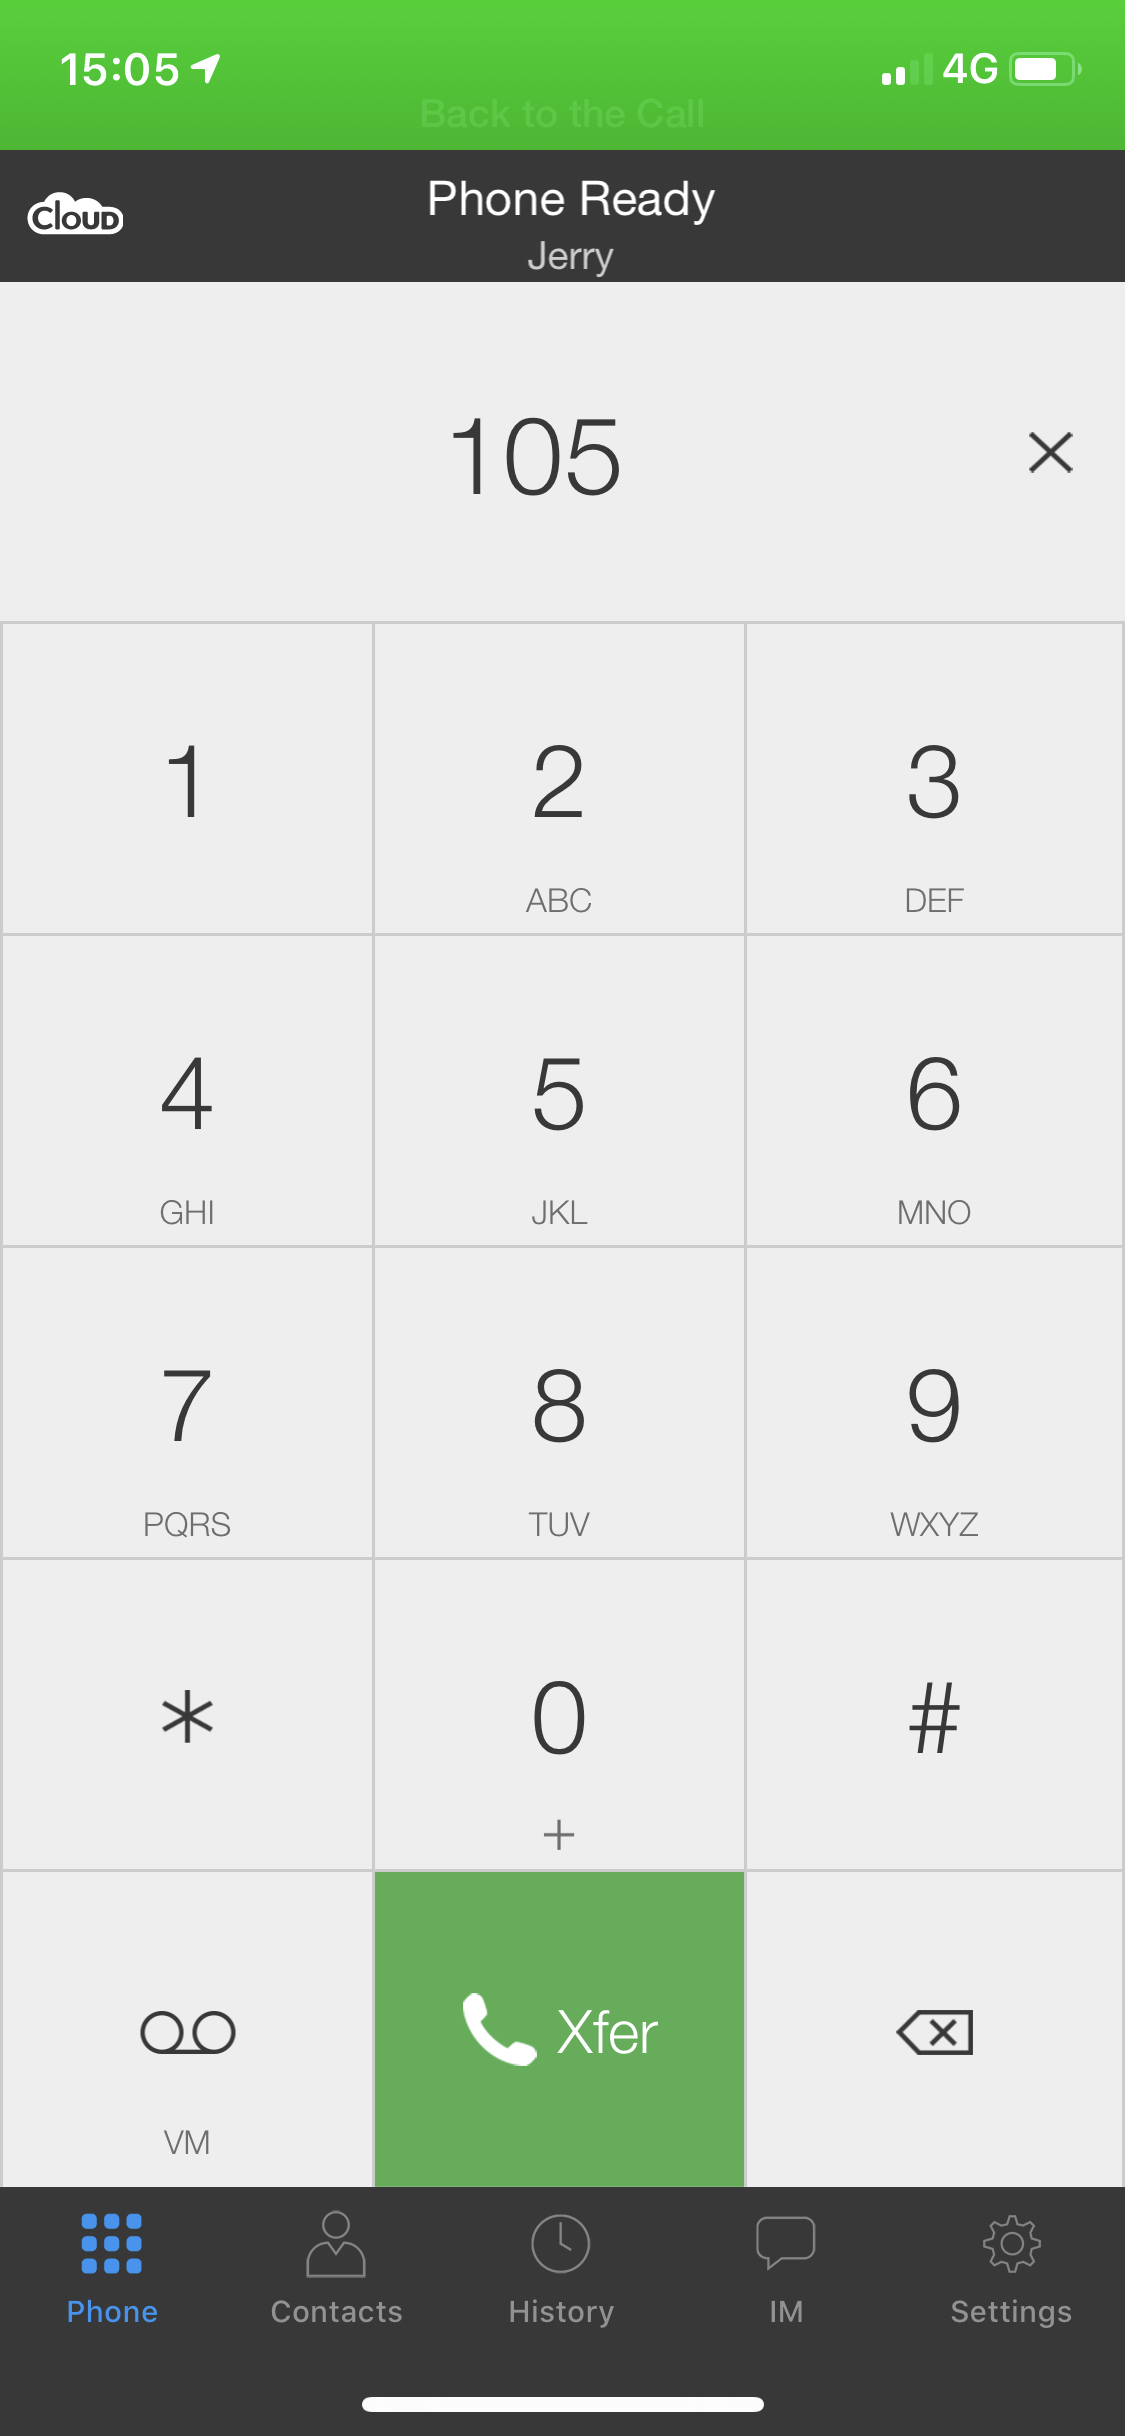 15:05 4G
Back to the Call
CLOUD
Phone Ready
Jerry
105
1 2 3
ABC DEF
4 5 6
GHI JKL MNO
7 8 9
PQRS TUV WXYZ
* 0 #
+
Xfer
VM
Phone Contacts History IM Settings